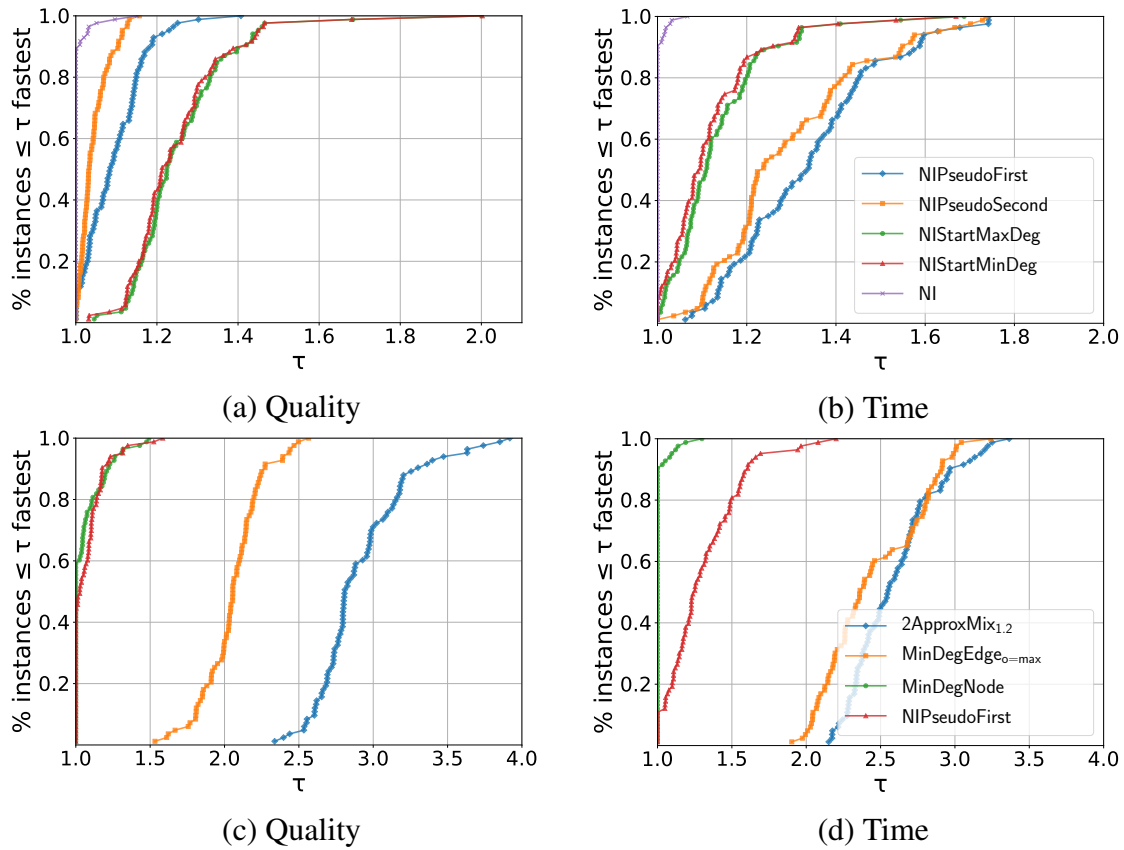 % instances ≤ τ fastest
1.0
0.8
0.6
0.4
0.2
1.0 1.2 1.4 1.6 1.8 2.0
τ
(a) Quality
% instances ≤ τ fastest
1.0
0.8
0.6
0.4
0.2
NIPseudoFirst
NIPseudoSecond
NIStartMaxDeg
NIStartMinDeg
NI
1.0 1.2 1.4 1.6 1.8 2.0
τ
(b) Time
% instances ≤ τ fastest
1.0
0.8
0.6
0.4
0.2
1.0 1.5 2.0 2.5 3.0 3.5 4.0
τ
(c) Quality
% instances ≤ τ fastest
1.0
0.8
0.6
0.4
0.2
2ApproxMix1.2
MinDegEdgeo=max
MinDegNode
NIPseudoFirst
1.0 1.5 2.0 2.5 3.0 3.5 4.0
τ
(d) Time